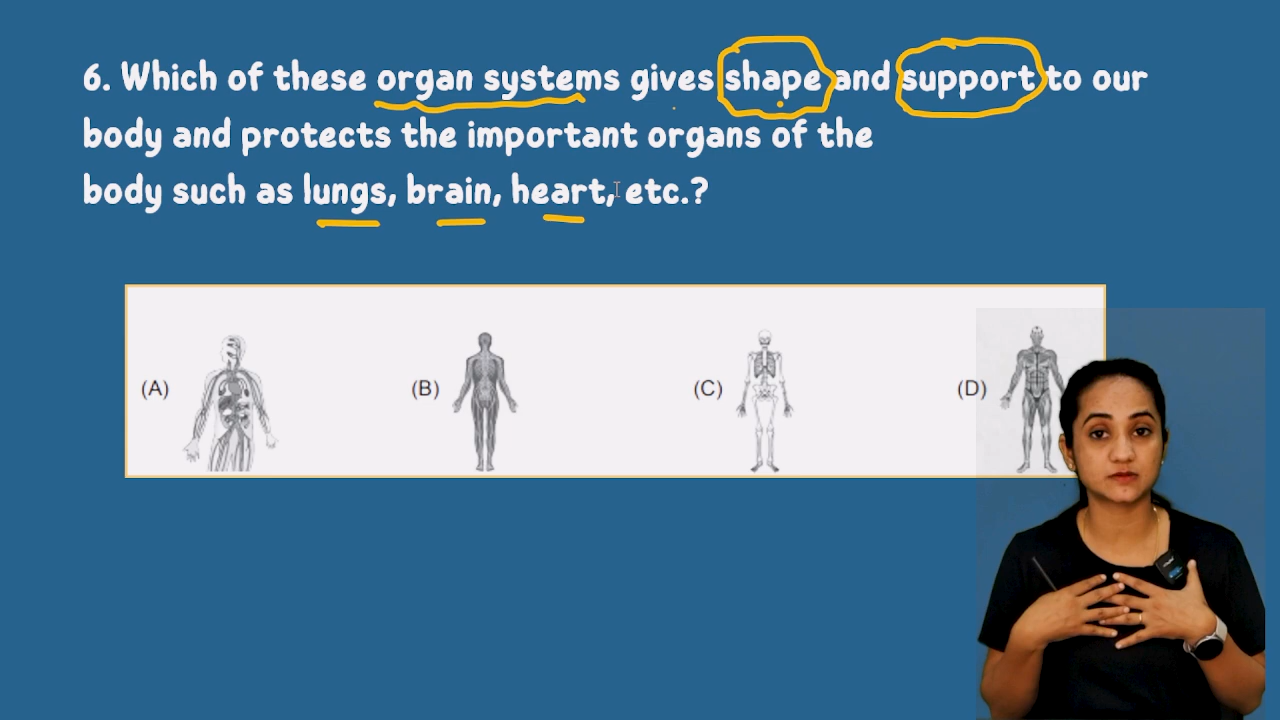 6. Which of these organ systems gives shape and support to our
body and protects the important organs of the
body such as lungs, brain, heart, etc.?
(A)
(B)
(C)
(D)